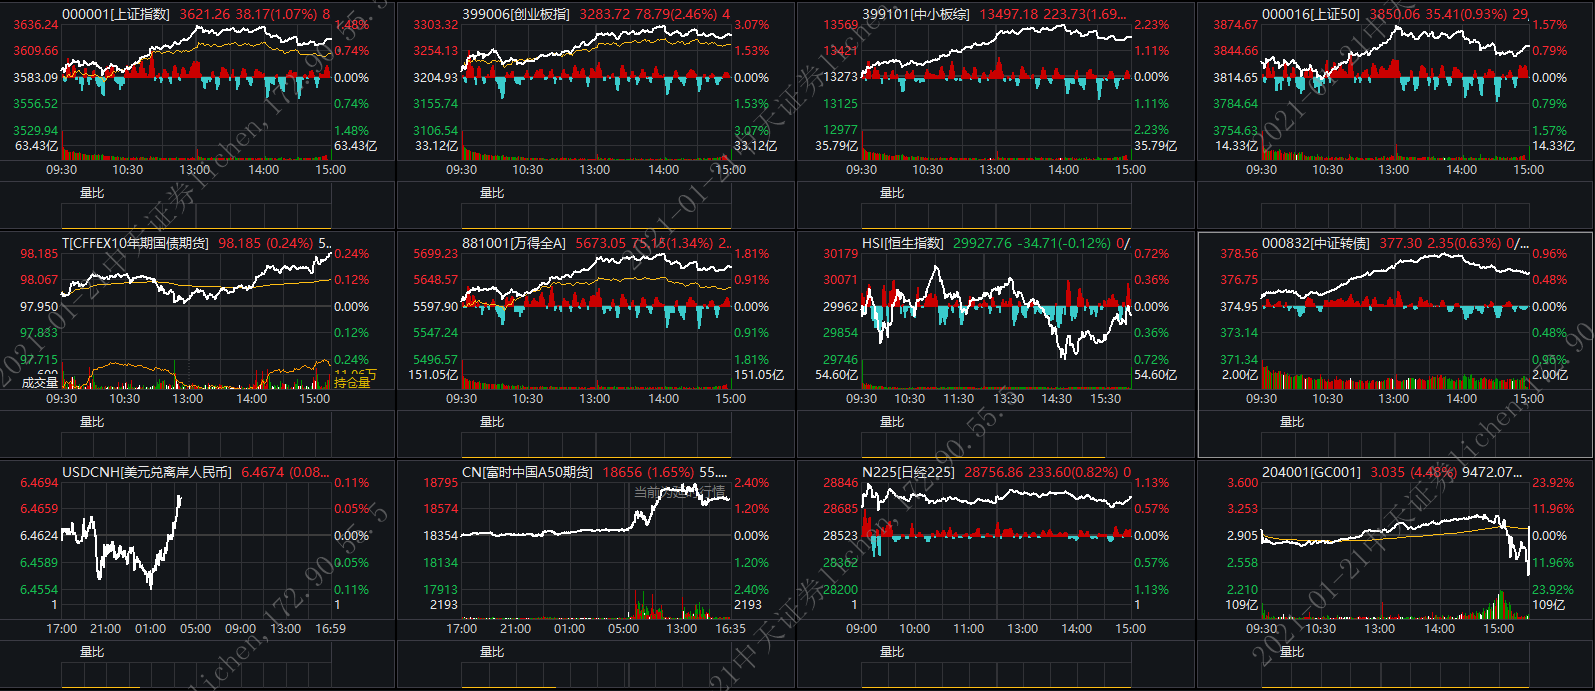 000001[上证指数] 3621.26 38.17(1.07%) 8
3636.24 1.48%
3609.66 0.74%
3583.09 0.00%
3556.52 0.74%
3529.94 1.48%
63.43亿 63.43亿
09:30 10:30 13:00 14:00 15:00
量比
399006[创业板指] 3283.72 78.79(2.46%) 4
3303.32 3.07%
3254.13 1.53%
3204.93 0.00%
3155.74 1.53%
3106.54 3.07%
33.12亿 33.12亿
09:30 10:30 13:00 14:00 15:00
量比
399101[中小板综] 13497.18 223.73(1.69...
13569 2.23%
13421 1.11%
13273 0.00%
13125 1.11%
12977 2.23%
35.79亿 35.79亿
09:30 10:30 13:00 14:00 15:00
量比
000016[上证50] 3850.06 35.41(0.93%) 29.
3874.67 1.57%
3844.66 0.79%
3814.65 0.00%
3784.64 0.79%
3754.63 1.57%
14.33亿 14.33亿
09:30 10:30 13:00 14:00 15:00
量比
T[CFFEX10年期国债期货] 98.185 (0.24%) 5..
98.185 0.24%
98.067 0.12%
97.950 0.00%
97.833 0.12%
97.715 0.24%
成交量 持仓量
09:30 10:30 13:00 14:00 15:00
量比
881001[万得全A] 5673.05 75.15(1.34%) 2..
5699.23 1.81%
5648.57 0.91%
5597.90 0.00%
5547.24 0.91%
5496.57 1.81%
151.05亿 151.05亿
09:30 10:30 13:00 14:00 15:00
量比
HSI[恒生指数] 29927.76 -34.71(-0.12%) 0/
30179 0.72%
30071 0.36%
29962 0.00%
29854 0.36%
29746 0.72%
54.60亿 54.60亿
09:30 10:30 11:30 13:30 14:30 15:30
量比
000832[中证转债] 377.30 2.35(0.63%) 0/...
378.56 0.96%
376.75 0.48%
374.95 0.00%
373.14 0.48%
371.34 0.96%
2.00亿 2.00亿
09:30 10:30 13:00 14:00 15:00
量比
USDCNH[美元兑离岸人民币] 6.4674 (0.08...
6.4694 0.11%
6.4659 0.05%
6.4624 0.00%
6.4589 0.05%
6.4554 0.11%
1 1
17:00 21:00 01:00 05:00 09:00 13:00 16:59
量比
CN[富时中国A50期货] 18656 (1.65%) 55....
当前为延时行情
18795 2.40%
18574 1.20%
18354 0.00%
18134 1.20%
17913 2.40%
2193 2193
17:00 21:00 01:00 05:00 13:00 16:35
量比
N225[日经225] 28756.86 233.60(0.82%) 0
28846 1.13%
28685 0.57%
28523 0.00%
28362 0.57%
28200 1.13%
1 1
09:00 10:00 11:00 13:00 14:00 15:00
量比
204001[GC001] 3.035 (4.48%) 9472.07...
3.600 23.92%
3.253 11.96%
2.905 0.00%
2.558 11.96%
2.210 23.92%
109亿 109亿
09:30 10:30 13:00 14:00 15:00
量比
2021-01-21中天证券lichen,172.90.55.5